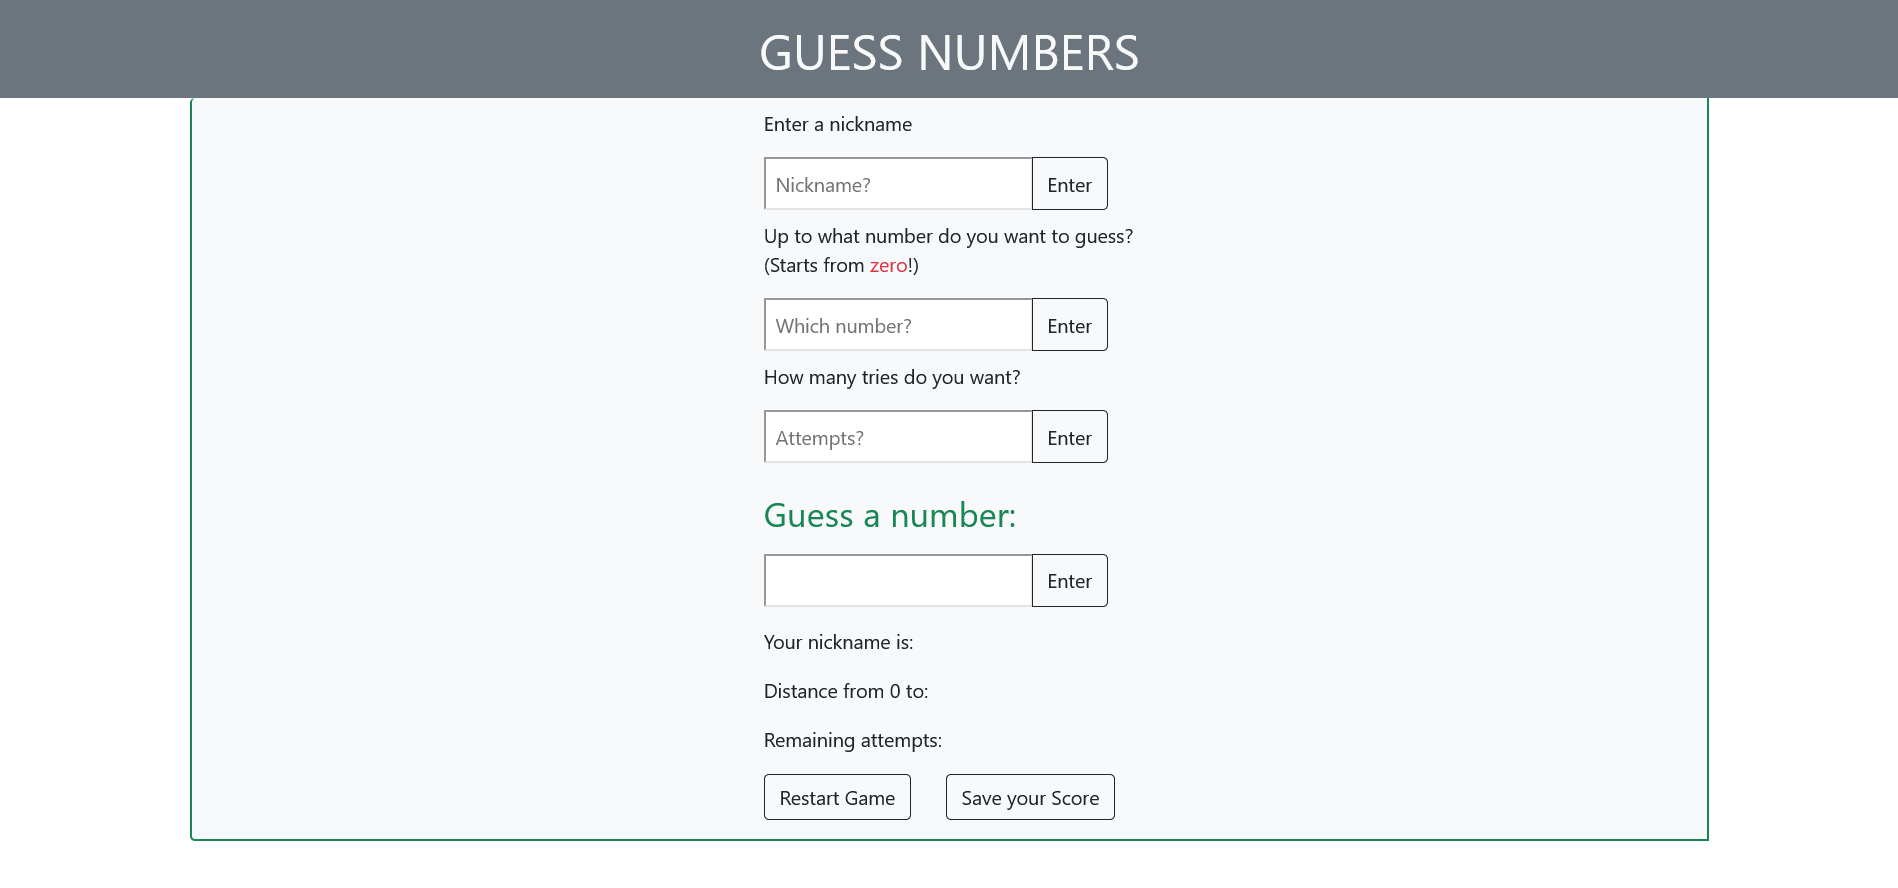 GUESS NUMBERS
Enter a nickname
Nickname? Enter
Up to what number do you want to guess?
(Starts from zero!)
Which number? Enter
How many tries do you want?
Attempts? Enter
Guess a number:
Enter
Your nickname is:
Distance from 0 to:
Remaining attempts:
Restart Game Save your Score